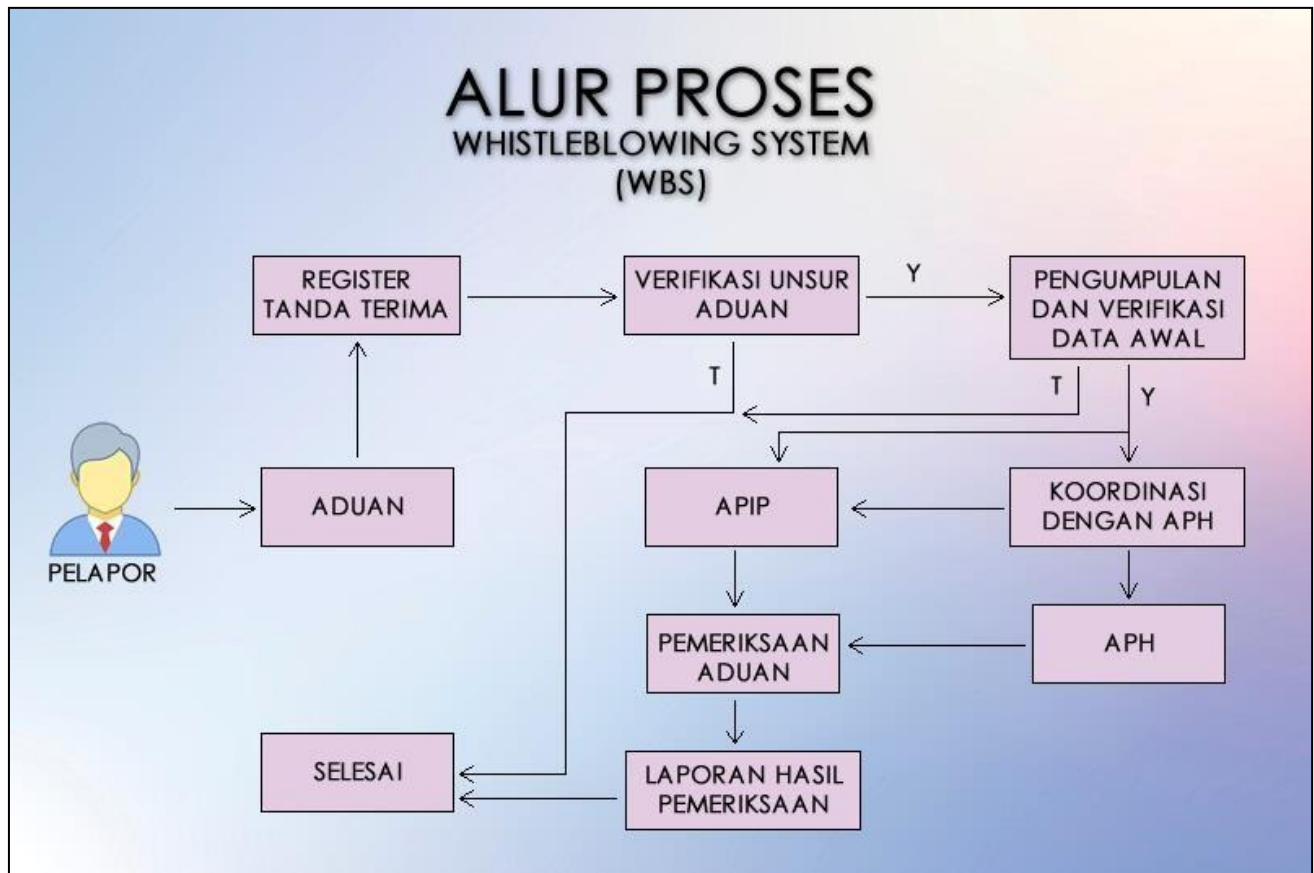 ALUR PROSES
WHISTLEBLOWING SYSTEM
(WBS)
REGISTER
TANDA TERIMA
VERIFIKASI UNSUR
ADUAN
Y
PENGUMPULAN
DAN VERIFIKASI
DATA AWAL
T
T
Y
PELAPOR
ADUAN
APIP
KOORDINASI
DENGAN APH
PEMERIKSAAN
ADUAN
APH
SELESAI
LAPORAN HASIL
PEMERIKSAAN